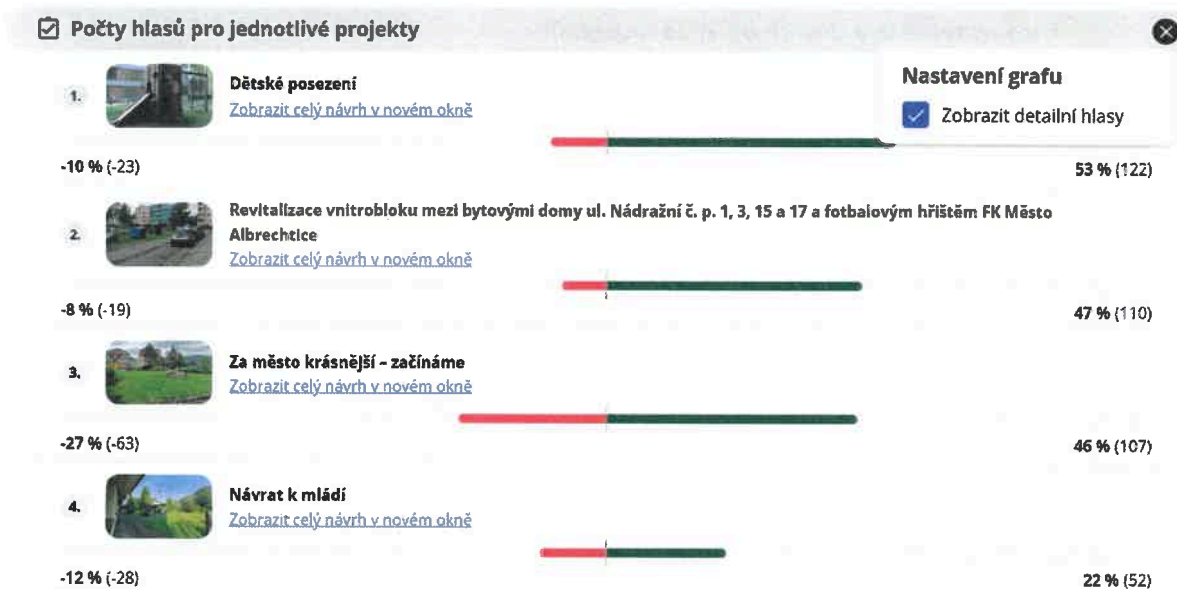 Počty hlasů pro jednotlivé projekty
Nastavení grafu
Zobrazit detailní hlasy
1.
Dětské posezení
Zobrazit celý návrh v novém okně
-10 % (-23)
53 % (122)
2.
Revitalizace vnitrobloku mezi bytovými domy ul. Nádražní č. p. 1, 3, 15 a 17 a fotbalovým hřištěm FK Město
Albrechtice
Zobrazit celý návrh v novém okně
-8 % (-19)
47 % (110)
3.
Za město krásnější – začínáme
Zobrazit celý návrh v novém okně
-27 % (-63)
46 % (107)
4.
Návrat k mládí
Zobrazit celý návrh v novém okně
-12 % (-28)
22 % (52)